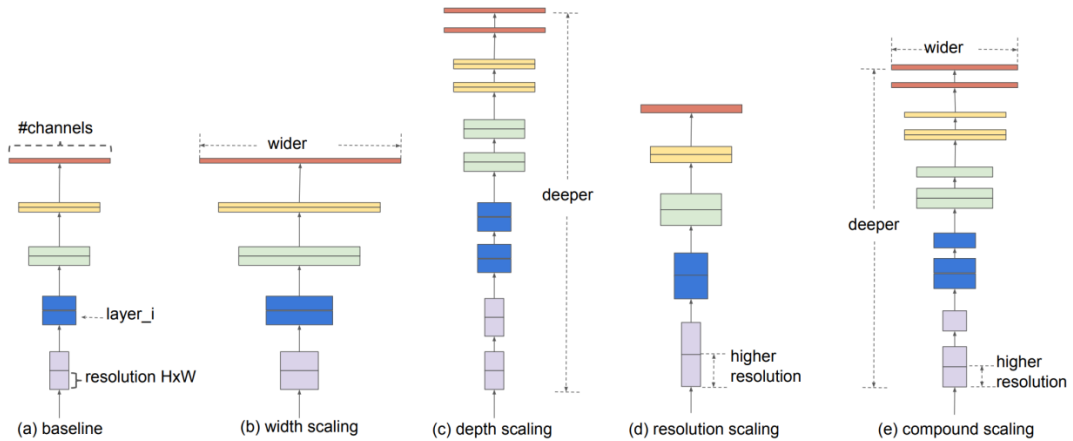 #channels
layer_i
resolution HxW
(a) baseline
wider
(b) width scaling
deeper
(c) depth scaling
higher
resolution
(d) resolution scaling
wider
deeper
higher
resolution
(e) compound scaling